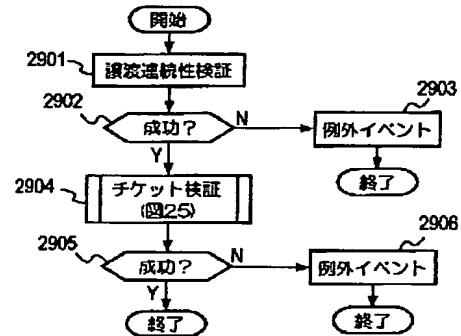 開始
2901
譲渡連続性検証
2902
成功?
N
2903
例外イベント
Y
終了
2904
チケット検証
(図25)
2905
成功?
N
2906
例外イベント
Y
終了
終了